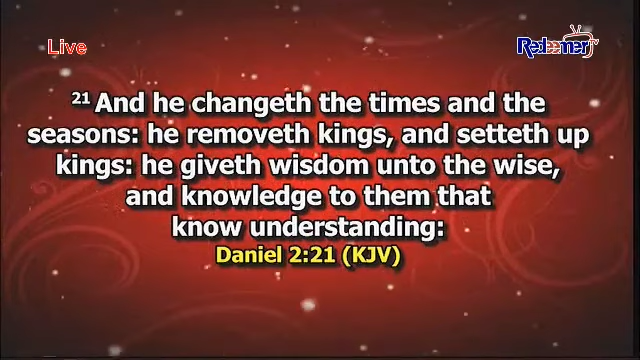 Live
Redeemer TV
21 And he changeth the times and the
seasons: he removeth kings, and setteth up
kings: he giveth wisdom unto the wise,
and knowledge to them that
know understanding:
Daniel 2:21 (KJV)